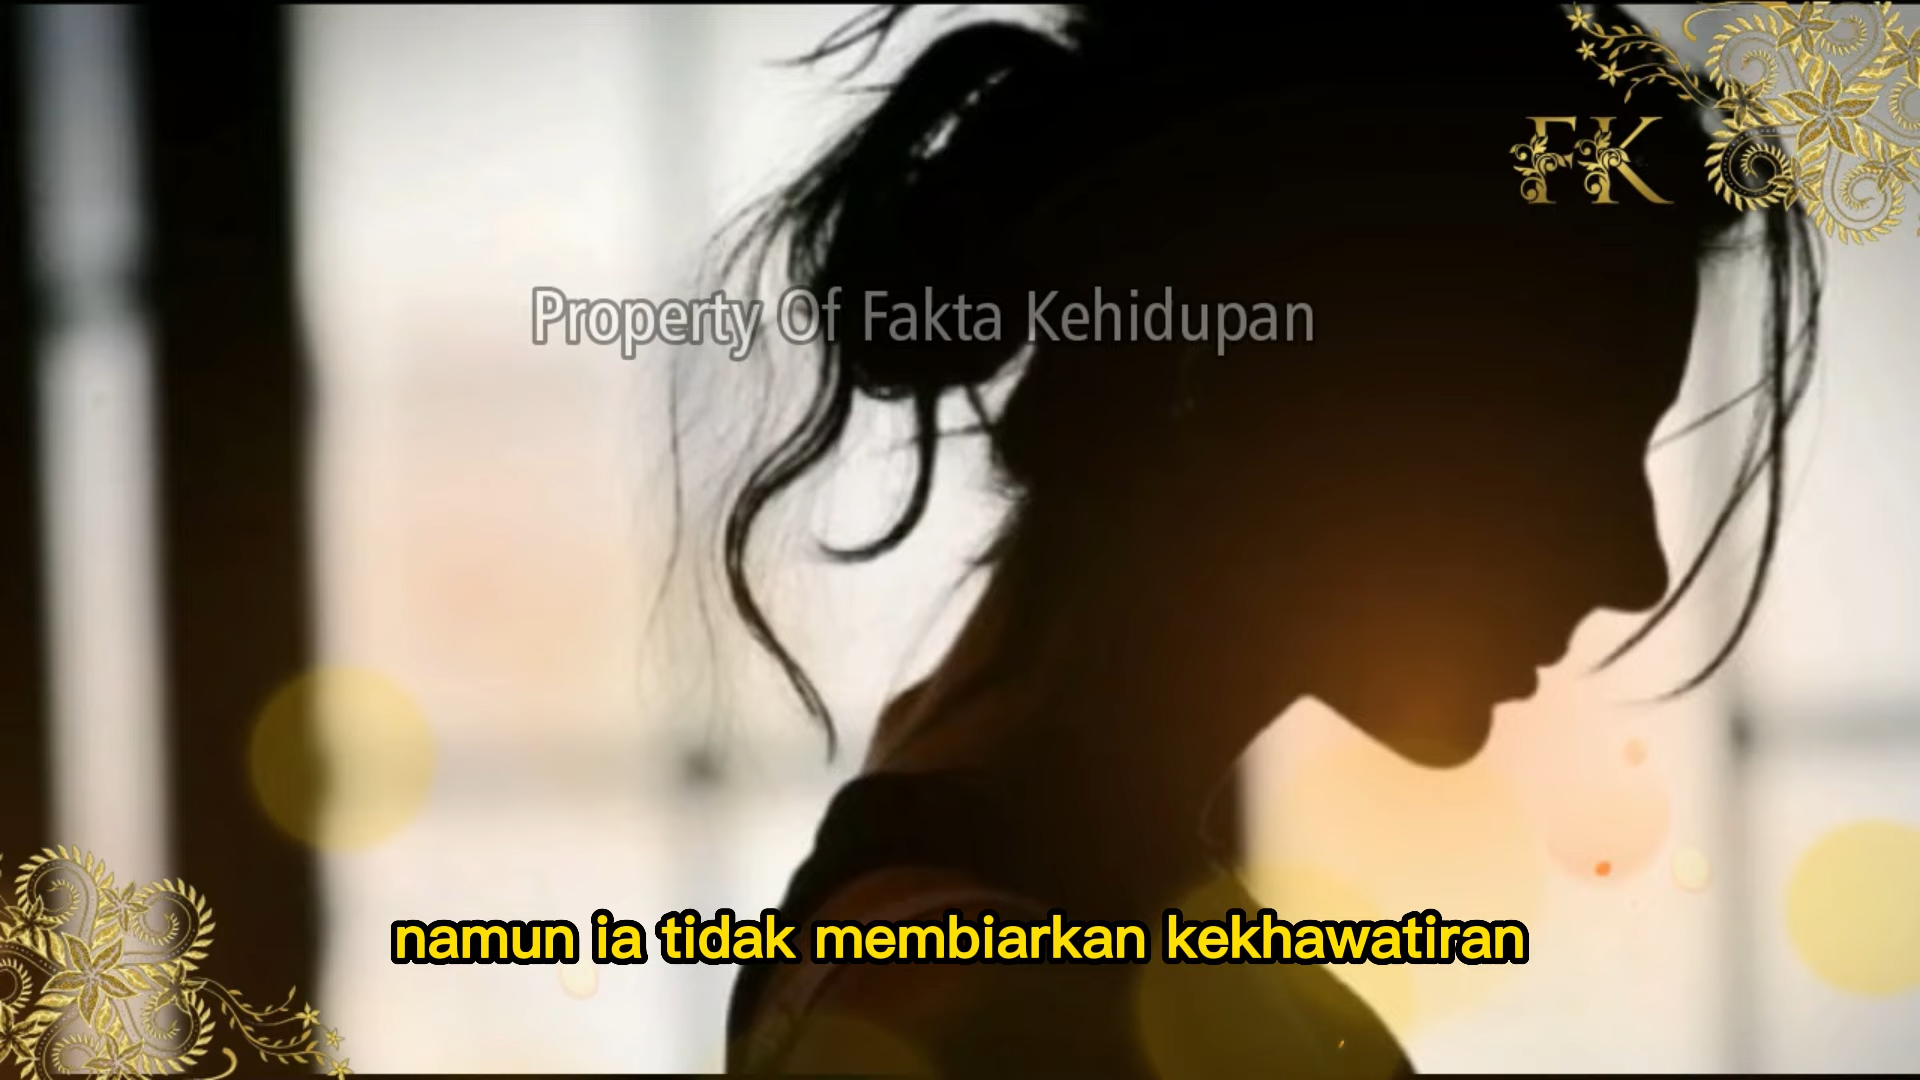 FK
Property Of Fakta Kehidupan
namun ia tidak membiarkan kekhawatiran